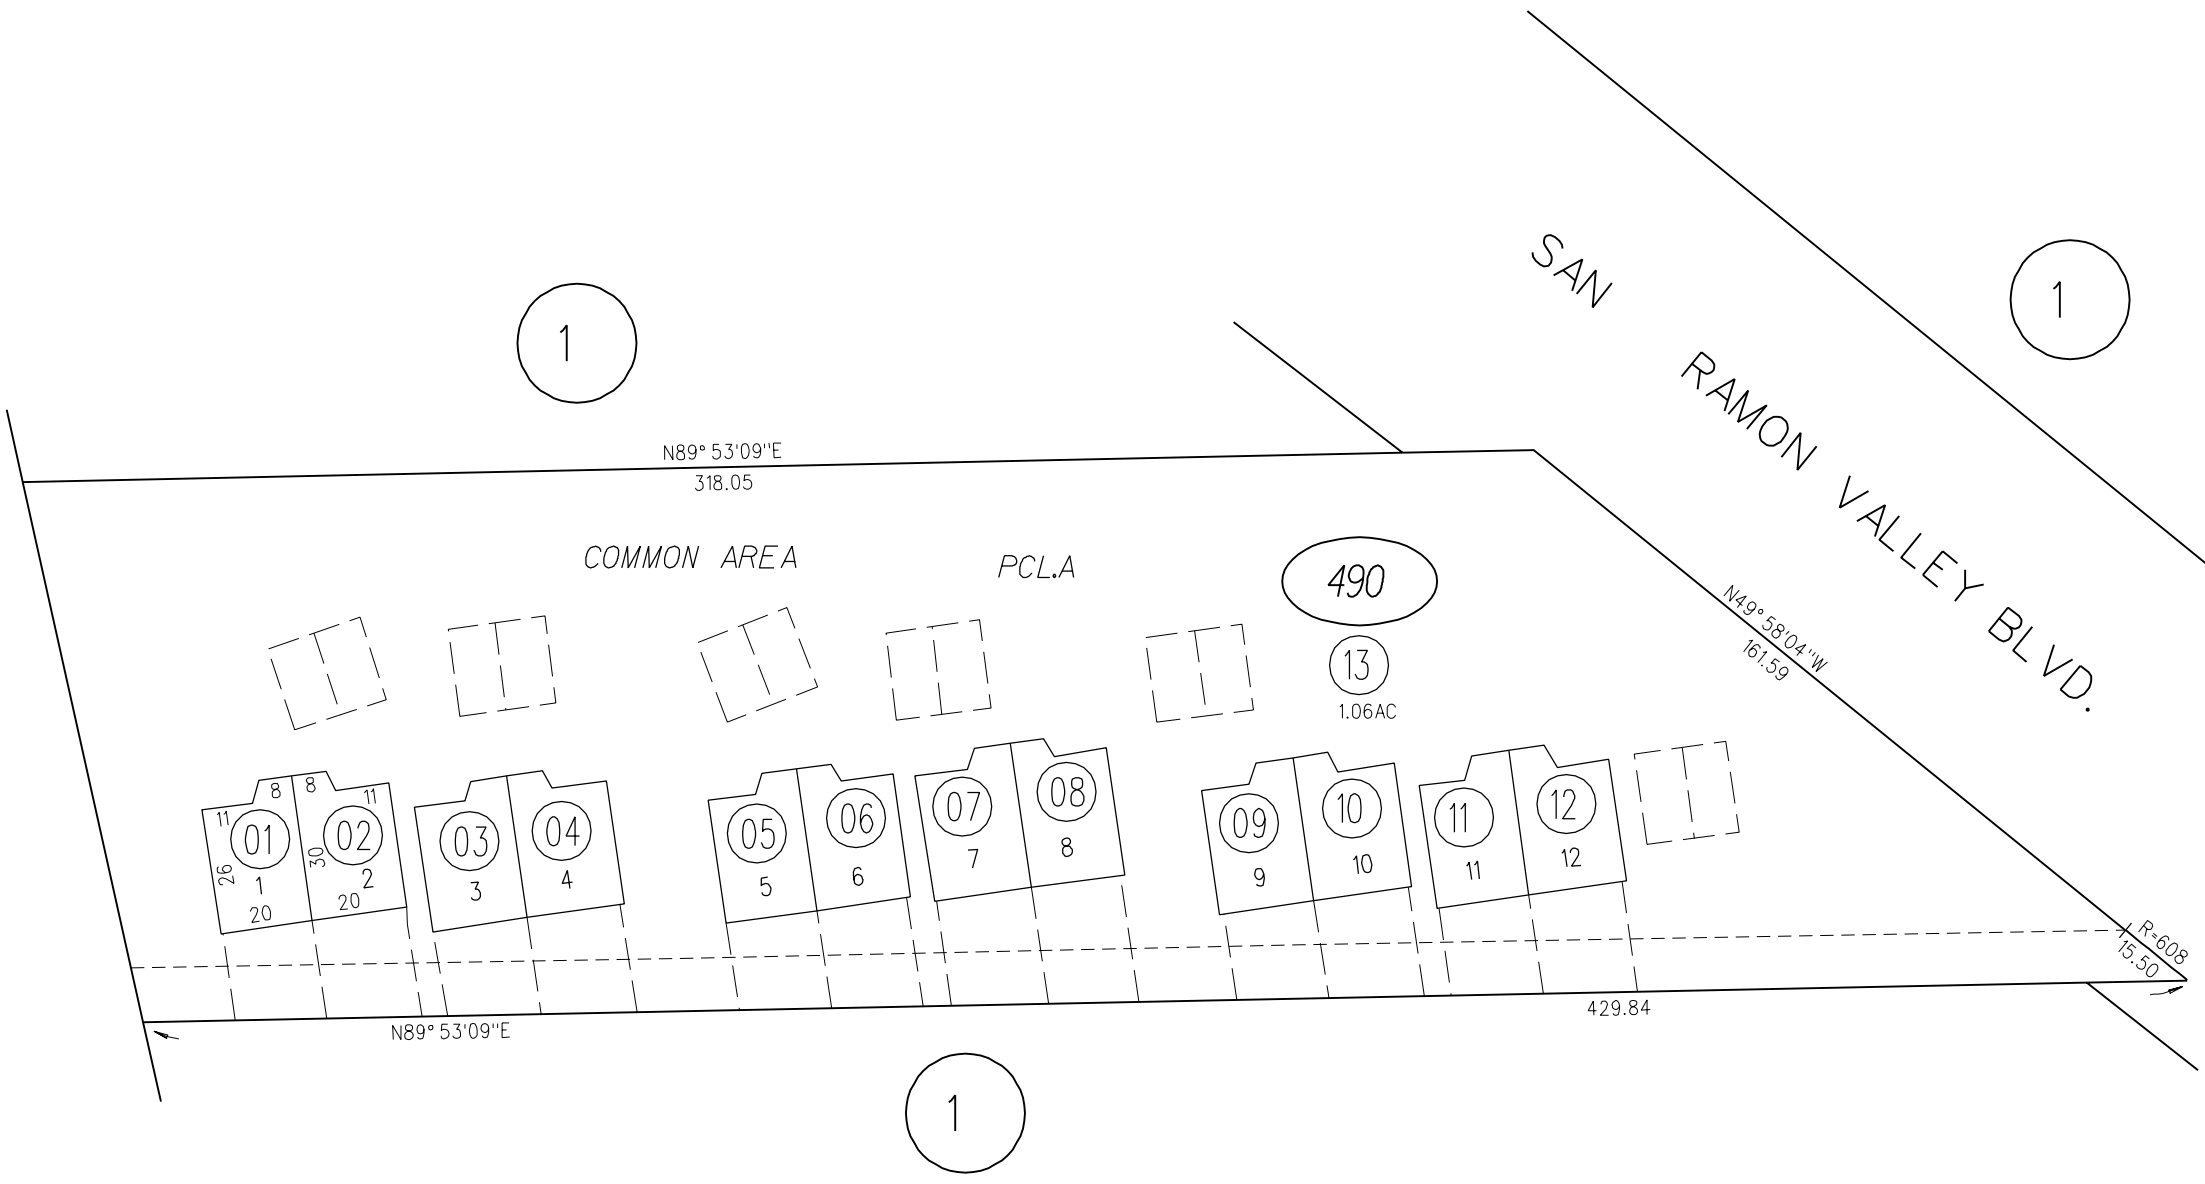 SAN RAMON VALLEY BLVD.
1
1
N89° 53'09"E
318.05
COMMON AREA PCL.A
490
13
1.06AC
N49° 58'04"W
161.59
8 8
11 11
01 02 03 04 05 06 07 08 09 10 11 12
26 30
1 2 3 4 5 6 7 8 9 10 11 12
20 20
R=608
15.50
429.84
N89° 53'09"E
1